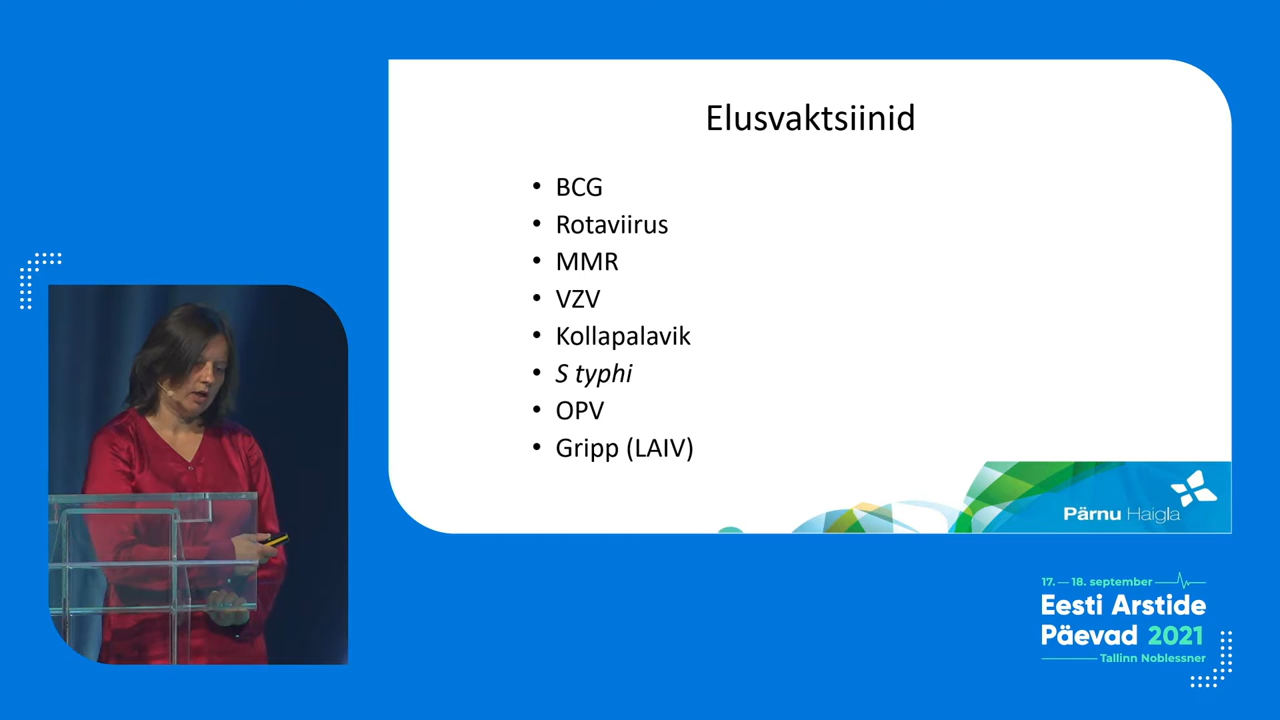 Elusvaktsiinid
• BCG
• Rotaviirus
• MMR
• VZV
• Kollapalavik
• S typhi
• OPV
• Gripp (LAIV)
Pärnu Haigla
17. — 18. september
Eesti Arstide
Päevad 2021
Tallinn Noblessner